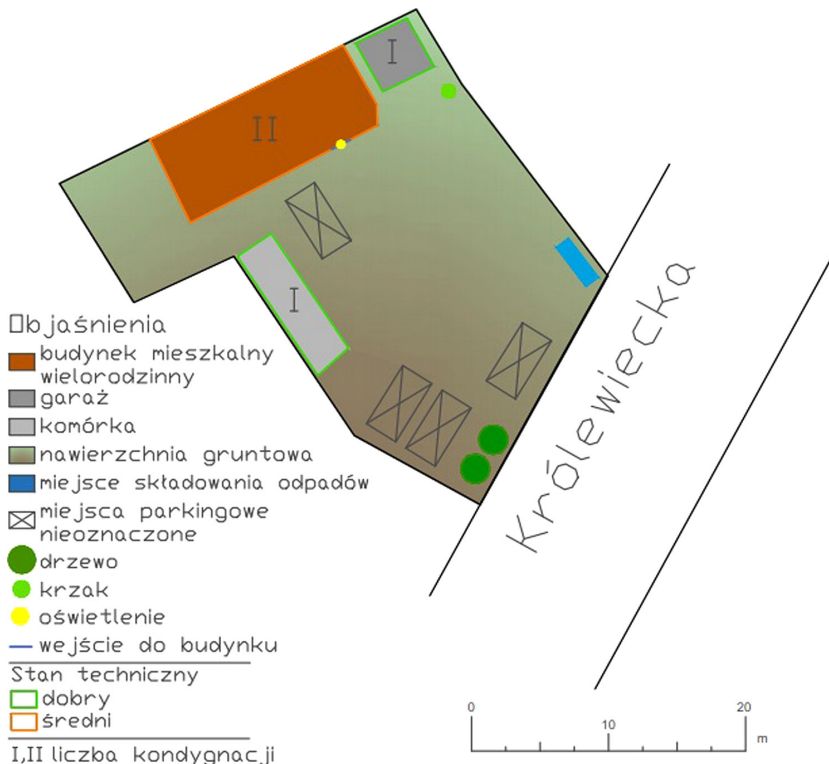 I
II
I
Królewiecka
bjaśnienia
budynek mieszkalny
wielorodzinny
garaż
komórka
nawierzchnia gruntowa
miejsce składowania odpadów
miejsca parkingowe
nieoznaczone
drzewo
krzak
oświetlenie
wejście do budynku
Stan techniczny
dobry
średni
I,II liczba kondygnacji
0 20
10
m